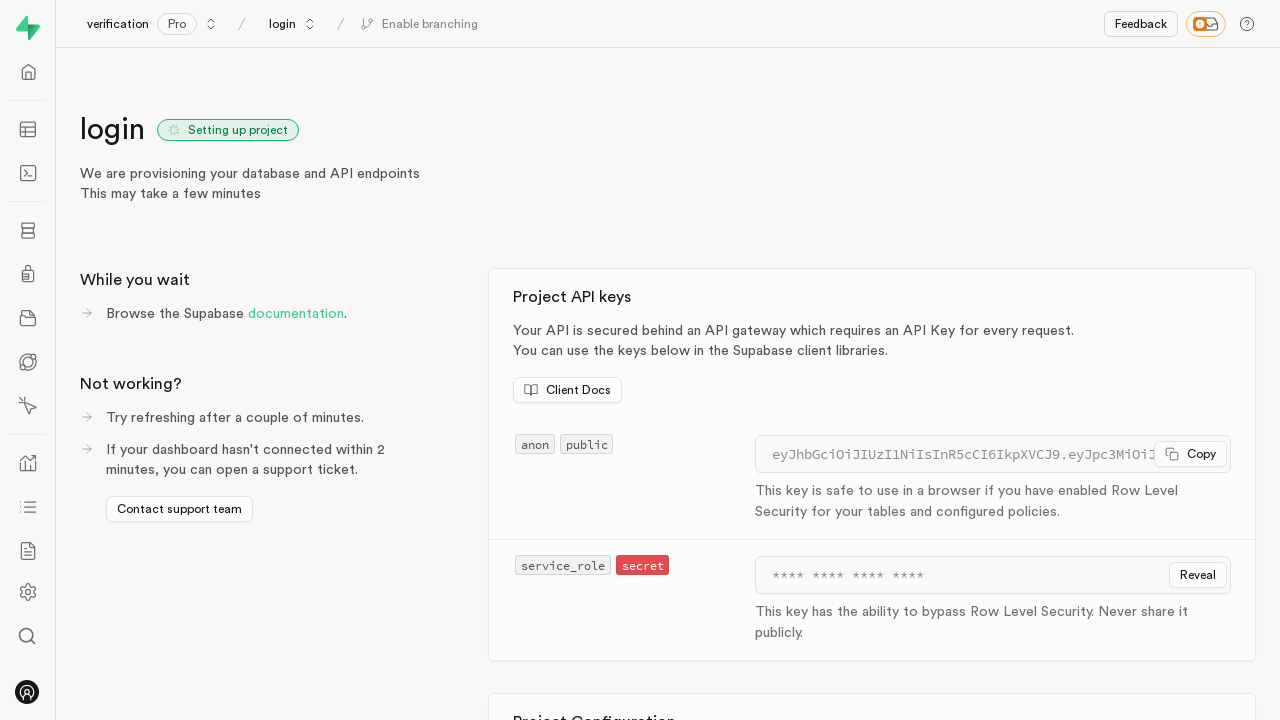 verification Pro / login / Enable branching
Feedback
login Setting up project
We are provisioning your database and API endpoints
This may take a few minutes
While you wait
Browse the Supabase documentation.
Not working?
Try refreshing after a couple of minutes.
If your dashboard hasn't connected within 2
minutes, you can open a support ticket.
Contact support team
Project API keys
Your API is secured behind an API gateway which requires an API Key for every request.
You can use the keys below in the Supabase client libraries.
Client Docs
anon public
eyJhbGciOiJIUzI1NiIsInR5cCI6IkpXVCJ9.eyJpc3MiOiJ Copy
This key is safe to use in a browser if you have enabled Row Level
Security for your tables and configured policies.
service_role secret
**** **** **** **** Reveal
This key has the ability to bypass Row Level Security. Never share it
publicly.
Project Configuration